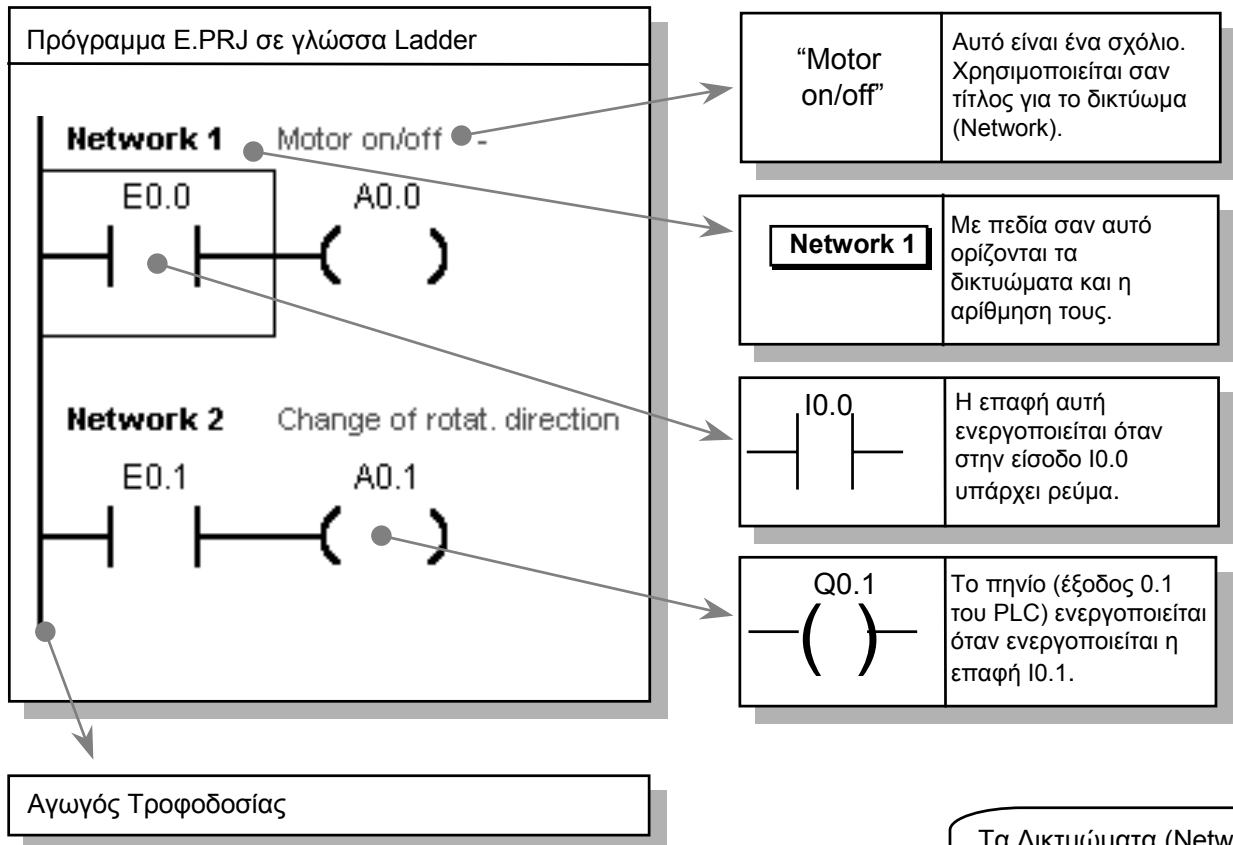 Πρόγραμμα E.PRJ σε γλώσσα Ladder
Network 1 Motor on/off -
E0.0 A0.0
Network 2 Change of rotat. direction
E0.1 A0.1
Αγωγός Τροφοδοσίας
“Motor
on/off”
Αυτό είναι ένα σχόλιο.
Χρησιμοποιείται σαν
τίτλος για το δικτύωμα
(Network).
Network 1
Με πεδία σαν αυτό
ορίζονται τα
δικτυώματα και η
αρίθμηση τους.
I0.0
Η επαφή αυτή
ενεργοποιείται όταν
στην είσοδο I0.0
υπάρχει ρεύμα.
Q0.1
Το πηνίο (έξοδος 0.1
του PLC) ενεργοποιείται
όταν ενεργοποιείται η
επαφή I0.1.
Τα Δικτυώματα (Netw